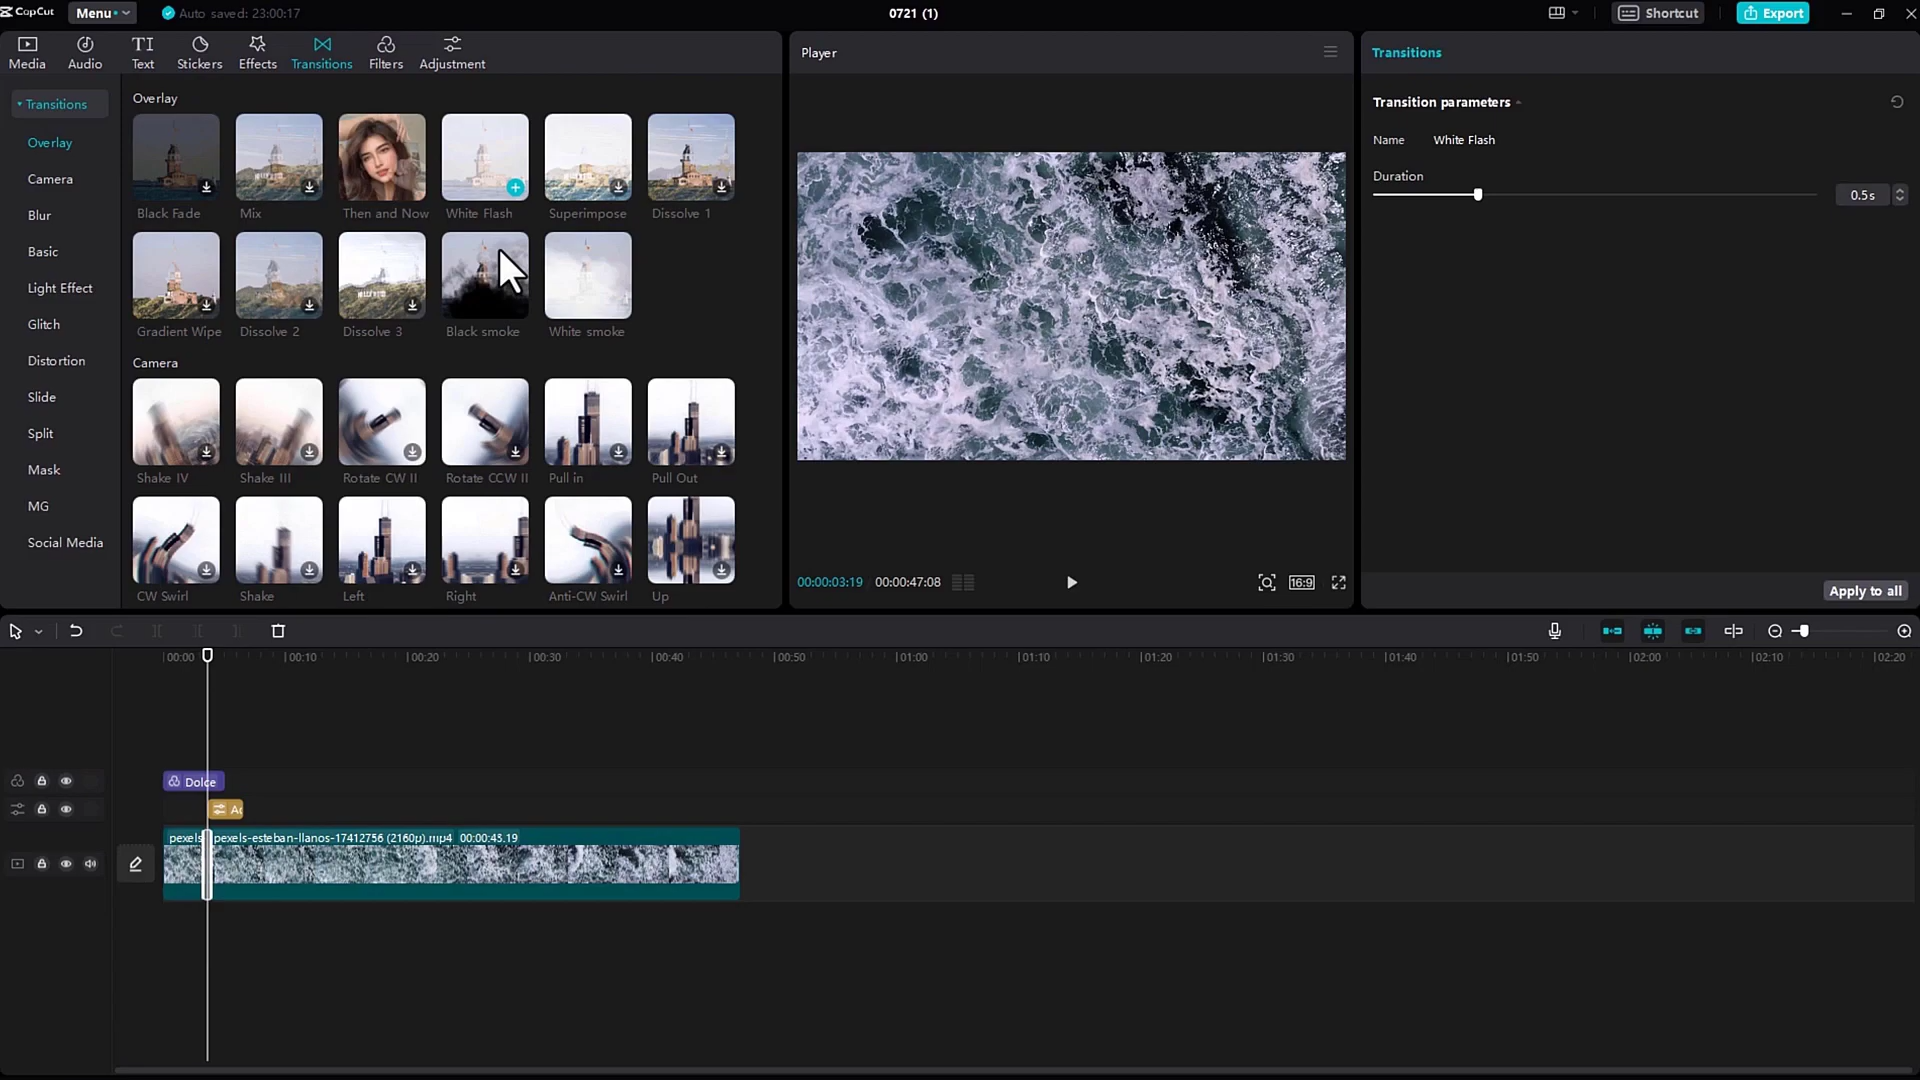 CapCut Menu Auto saved: 23:00:17 0721 (1) Shortcut Export
Media Audio Text Stickers Effects Transitions Filters Adjustment
Transitions
Overlay
Camera
Blur
Basic
Light Effect
Glitch
Distortion
Slide
Split
Mask
MG
Social Media
Overlay
Black Fade Mix Then and Now White Flash Superimpose Dissolve 1
Gradient Wipe Dissolve 2 Dissolve 3 Black smoke White smoke
Camera
Shake IV Shake III Rotate CW II Rotate CCW II Pull in Pull Out
CW Swirl Shake Left Right Anti-CW Swirl Up
Player
00:00:03:19 00:00:47:08 16:9
Transitions
Transition parameters
Name White Flash
Duration
0.5s
Apply to all
00:00 00:10 00:20 00:30 00:40 00:50 01:00 01:10 01:20 01:30 01:40 01:50 02:00 02:10 02:20
Dolce
Ac
pexels pexels-esteban-llanos-17412756 (2160p).mp4 00:00:43:19